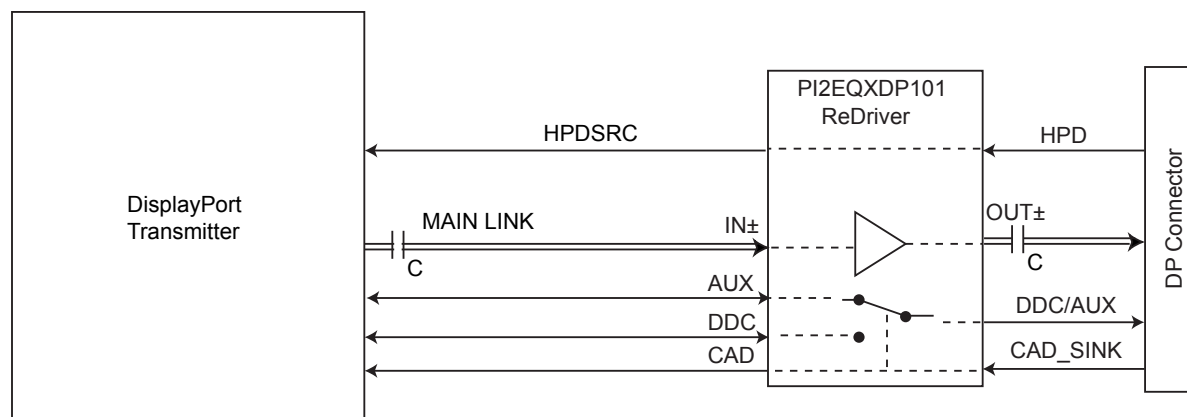 PI2EQXDP101
ReDriver
HPDSRC
HPD
DisplayPort
Transmitter
MAIN LINK
IN±
OUT±
C
C
AUX
DDC
DDC/AUX
CAD
CAD_SINK
DP Connector